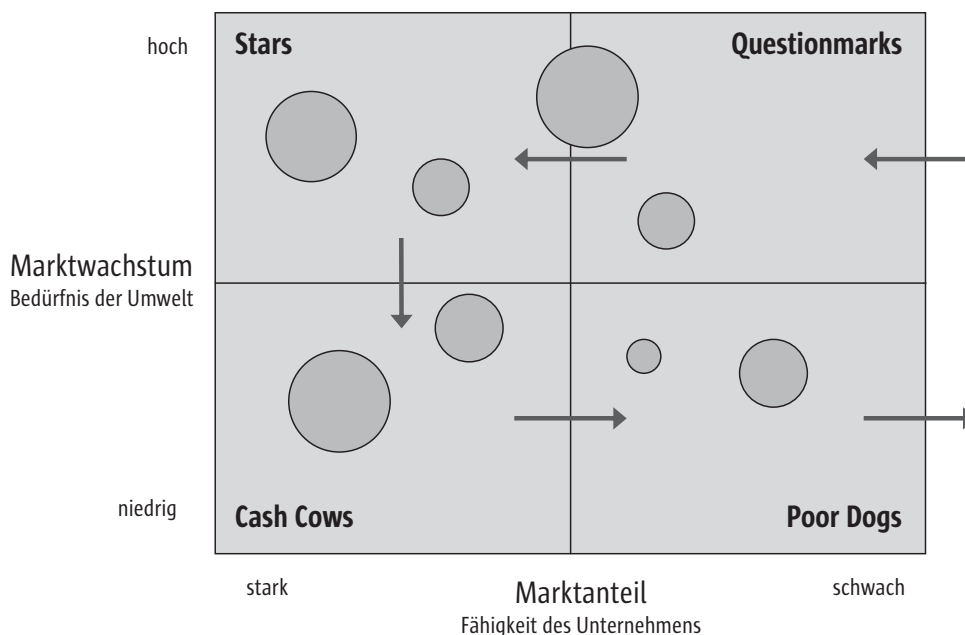 hoch
Stars
Questionmarks
Marktwachstum
Bedürfnis der Umwelt
niedrig
Cash Cows
Poor Dogs
stark
Marktanteil
schwach
Fähigkeit des Unternehmens